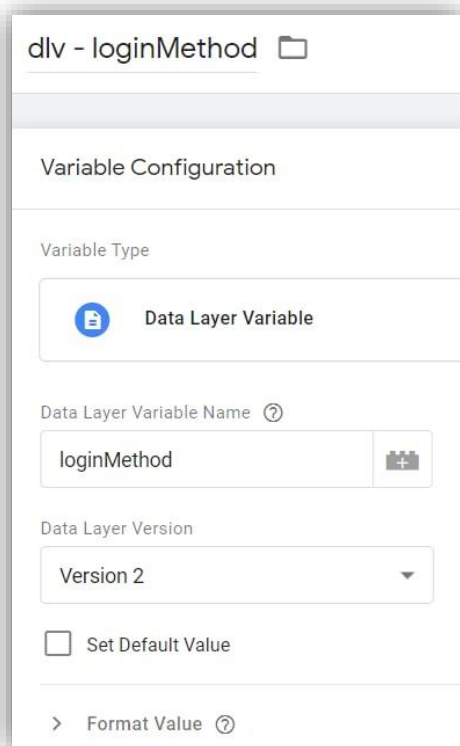 dlv - loginMethod
Variable Configuration
Variable Type
Data Layer Variable
Data Layer Variable Name ?
loginMethod
Data Layer Version
Version 2
Set Default Value
Format Value ?